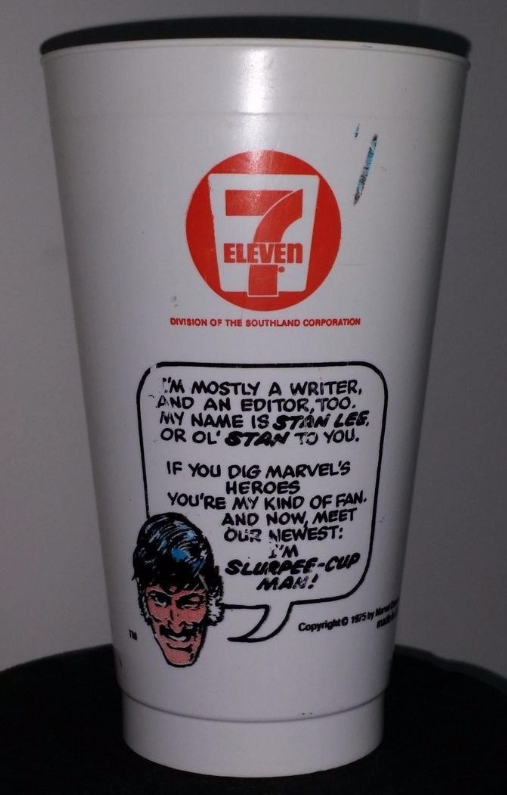 7
ELEVEn
®
DIVISION OF THE SOUTHLAND CORPORATION
I'M MOSTLY A WRITER,
AND AN EDITOR, TOO.
MY NAME IS STAN LEE,
OR OL' STAN TO YOU.
IF YOU DIG MARVEL'S
HEROES
YOU'RE MY KIND OF FAN.
AND NOW, MEET
OUR NEWEST:
I'M
SLURPEE-CUP
MAN!
TM
Copyright © 1975 by Marvel
made